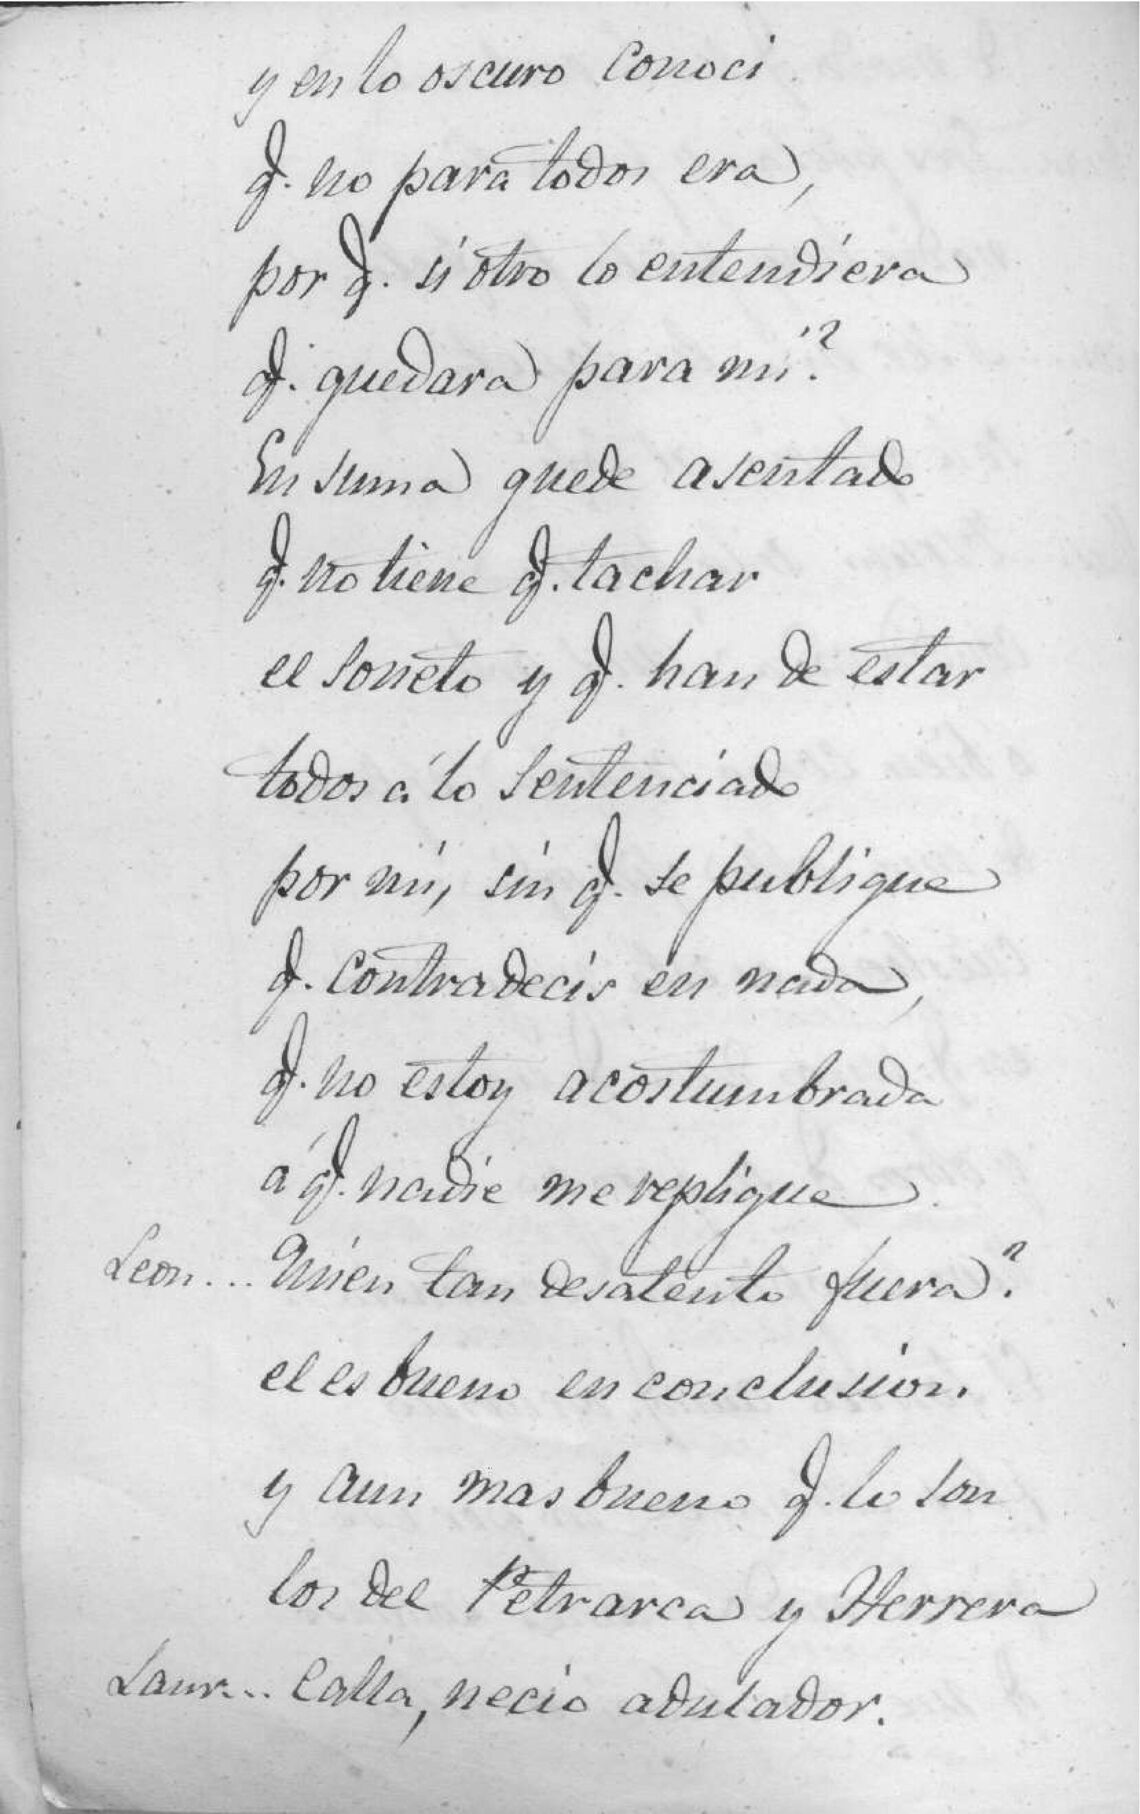 y en lo oscuro conoci
q. no para todos era,
por q. si otro lo entendiera
q. quedara para mi?
En suma quede asentado
q. no tiene q. tachar
el soneto y q. han de estar
todos á lo sentenciado
por mí, sin q. se publique
q. contradecis en nada,
q. no estoy acostumbrada
á q. nadie me replique.
Leon... Quien tan desatento fuera?
el es bueno en conclusion.
y aun mas bueno q. lo son
los del Petrarca y Herrera
Laur... Calla, necio adulador.